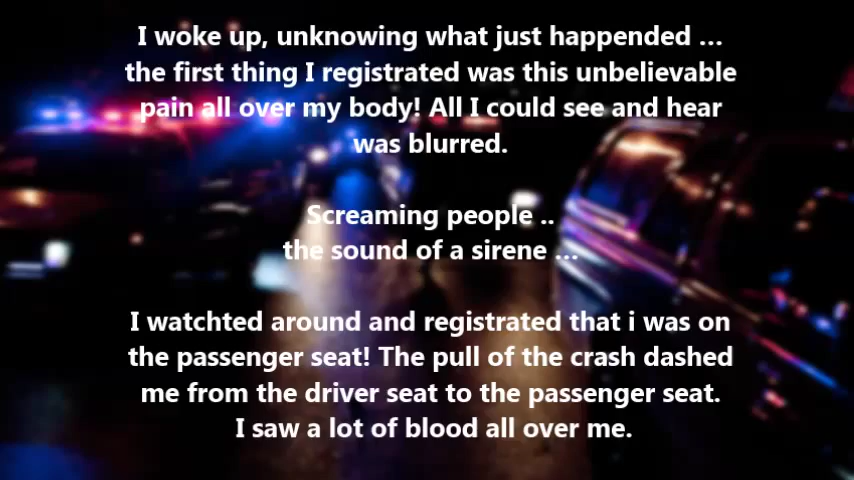 I woke up, unknowing what just happended ...
the first thing I registrated was this unbelievable
pain all over my body! All I could see and hear
was blurred.
Screaming people ..
the sound of a sirene ...
I watchted around and registrated that i was on
the passenger seat! The pull of the crash dashed
me from the driver seat to the passenger seat.
I saw a lot of blood all over me.